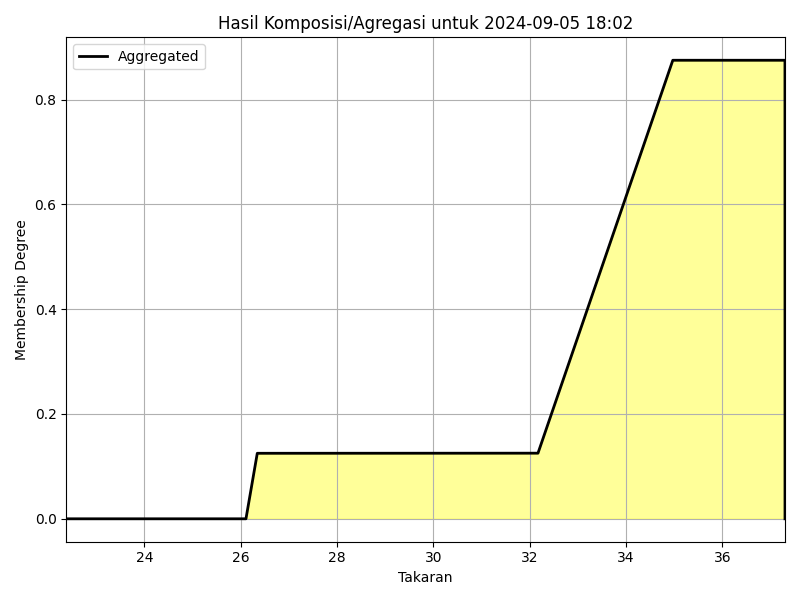 Hasil Komposisi/Agregasi untuk 2024-09-05 18:02
Aggregated
Membership Degree
0.8
0.6
0.4
0.2
0.0
24 26 28 30 32 34 36
Takaran